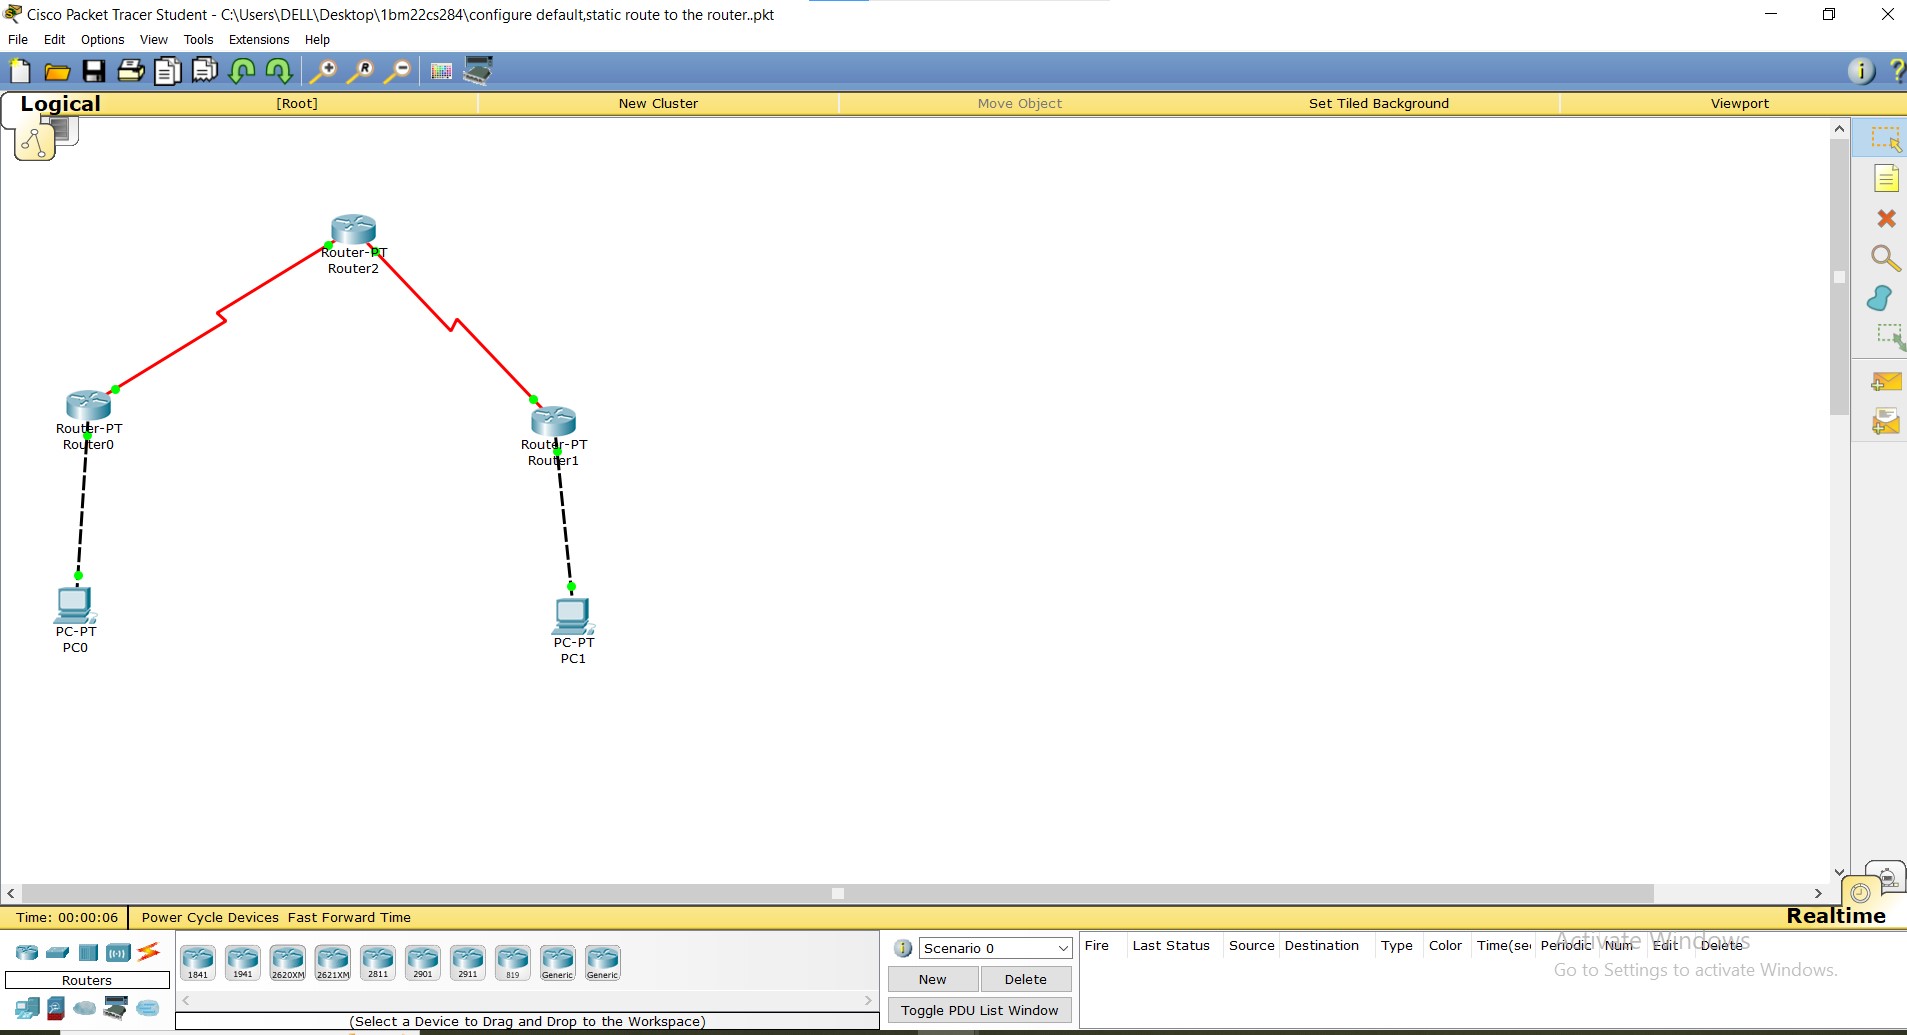 Cisco Packet Tracer Student - C:\Users\DELL\Desktop\1bm22cs284\configure default,static route to the router..pkt
File Edit Options View Tools Extensions Help
Logical [Root] New Cluster Move Object Set Tiled Background Viewport
Router-PT
Router2
Router-PT
Router0
Router-PT
Router1
PC-PT
PC0
PC-PT
PC1
Time: 00:00:06 Power Cycle Devices Fast Forward Time
Realtime
Routers
1841 1941 2620XM 2621XM 2811 2901 2911 819 Generic Generic
(Select a Device to Drag and Drop to the Workspace)
Scenario 0
New Delete
Toggle PDU List Window
Fire Last Status Source Destination Type Color Time(se Periodic Num Edit Delete
Activate Windows
Go to Settings to activate Windows.